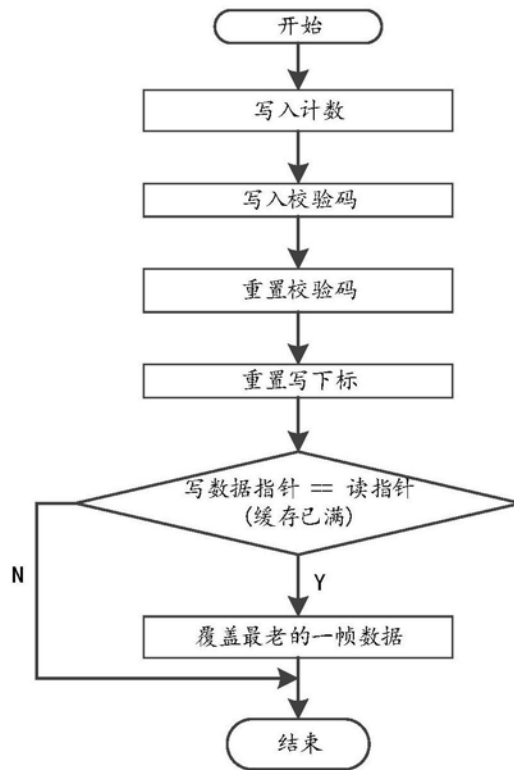 开始
写入计数
写入校验码
重置校验码
重置写下标
写数据指针 == 读指针
(缓存已满)
N
Y
覆盖最老的一帧数据
结束